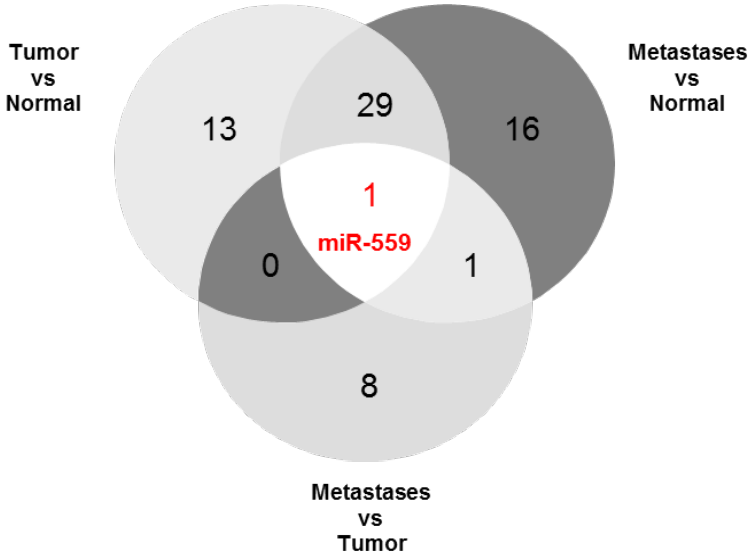 Tumor
vs
Normal
Metastases
vs
Normal
13
29
16
1
miR-559
0
1
8
Metastases
vs
Tumor